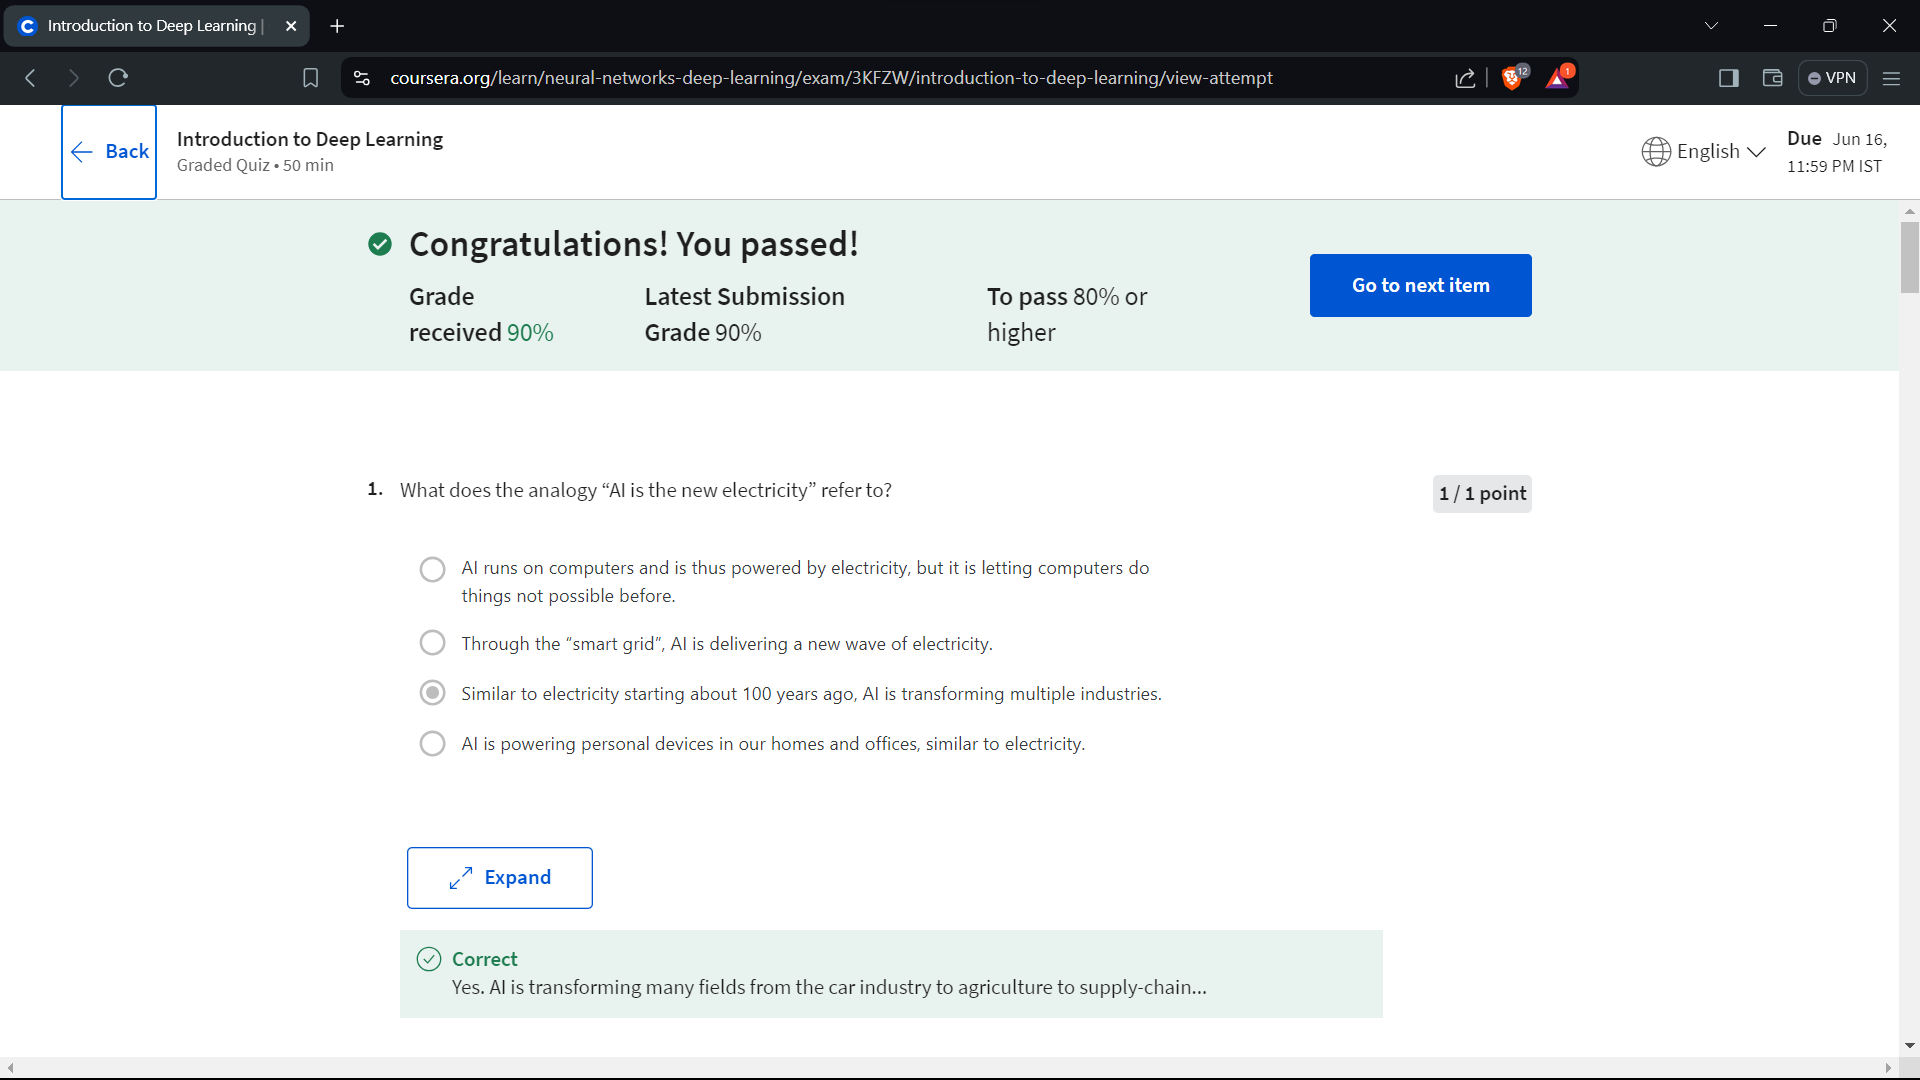 Introduction to Deep Learning |
coursera.org/learn/neural-networks-deep-learning/exam/3KFZW/introduction-to-deep-learning/view-attempt
12
1
VPN
Back
Introduction to Deep Learning
Graded Quiz • 50 min
English
Due Jun 16,
11:59 PM IST
Congratulations! You passed!
Grade
received 90%
Latest Submission
Grade 90%
To pass 80% or
higher
Go to next item
1. What does the analogy “AI is the new electricity” refer to?
1 / 1 point
AI runs on computers and is thus powered by electricity, but it is letting computers do
things not possible before.
Through the “smart grid”, AI is delivering a new wave of electricity.
Similar to electricity starting about 100 years ago, AI is transforming multiple industries.
AI is powering personal devices in our homes and offices, similar to electricity.
Expand
Correct
Yes. AI is transforming many fields from the car industry to agriculture to supply-chain...